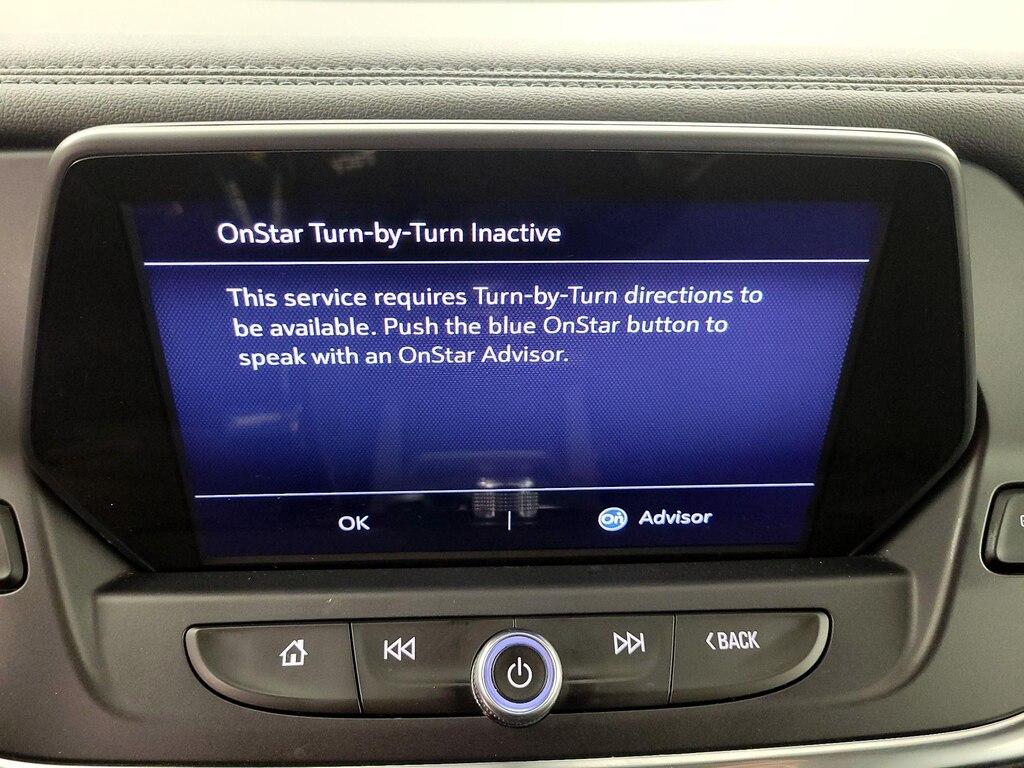 OnStar Turn-by-Turn Inactive
This service requires Turn-by-Turn directions to
be available. Push the blue OnStar button to
speak with an OnStar Advisor.
OK | On Advisor
<BACK